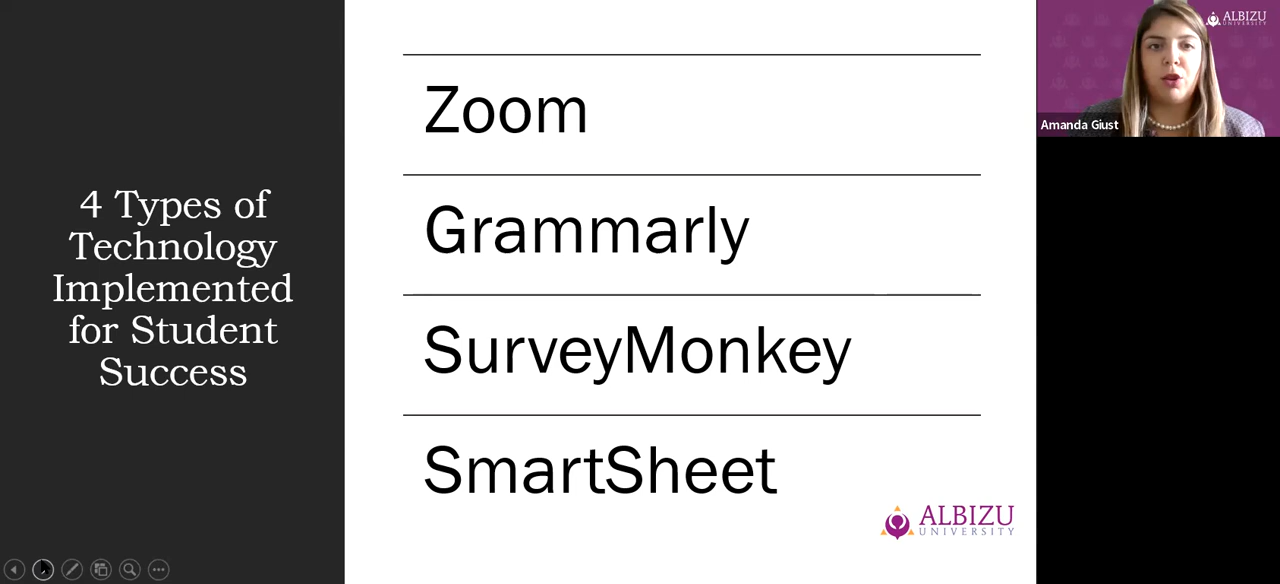 4 Types of
Technology
Implemented
for Student
Success
Zoom
Grammarly
SurveyMonkey
SmartSheet
ALBIZU
UNIVERSITY
ALBIZU
UNIVERSITY
Amanda Giust